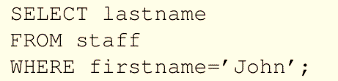 SELECT lastname
FROM staff
WHERE firstname=’John’;